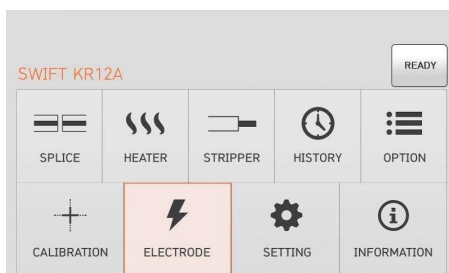 SWIFT KR12A
READY
SPLICE
HEATER
STRIPPER
HISTORY
OPTION
CALIBRATION
ELECTRODE
SETTING
INFORMATION